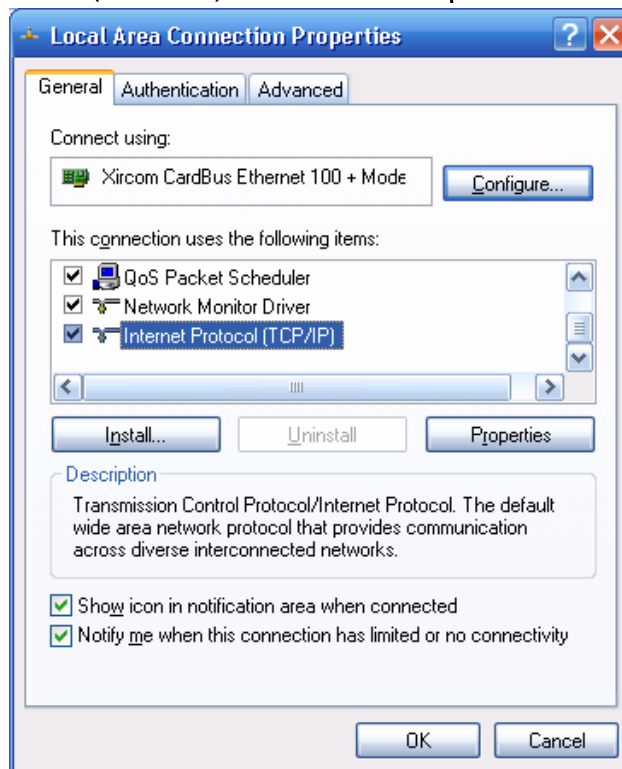 Local Area Connection Properties
General Authentication Advanced
Connect using:
Xircom CardBus Ethernet 100 + Mode
Configure...
This connection uses the following items:
QoS Packet Scheduler
Network Monitor Driver
Internet Protocol (TCP/IP)
Install... Uninstall Properties
Description
Transmission Control Protocol/Internet Protocol. The default
wide area network protocol that provides communication
across diverse interconnected networks.
Show icon in notification area when connected
Notify me when this connection has limited or no connectivity
OK Cancel